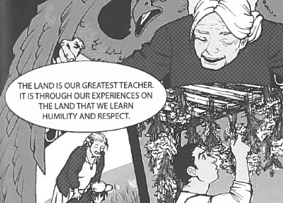 THE LAND IS OUR GREATEST TEACHER.
IT IS THROUGH OUR EXPERIENCES ON
THE LAND THAT WE LEARN
HUMILITY AND RESPECT.